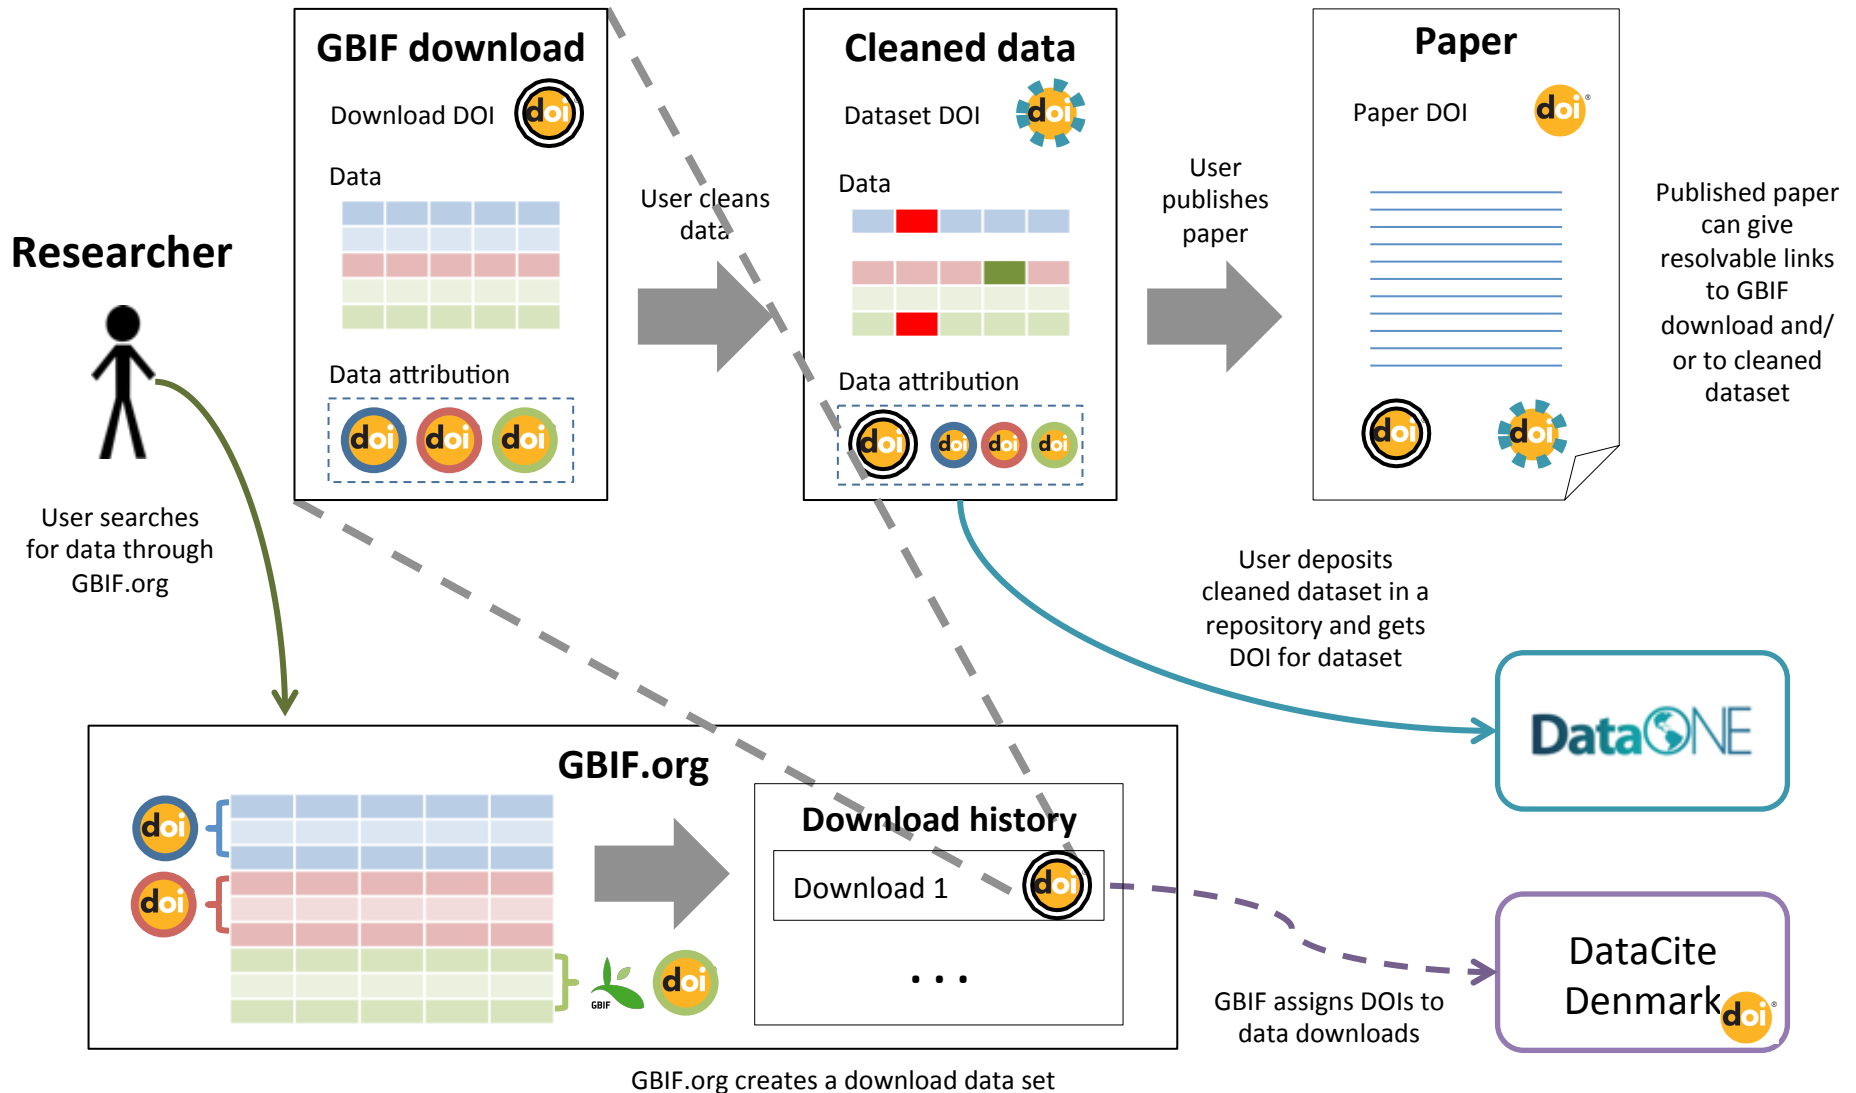 GBIF download
Download DOI
doi
Data
Data attribution
doi
doi
doi
User cleans
data
Cleaned data
Dataset DOI
doi
Data
Data attribution
doi
doi
doi
doi
User
publishes
paper
Paper
Paper DOI
doi®
doi
doi
Published paper
can give
resolvable links
to GBIF
download and/
or to cleaned
dataset
Researcher
User searches
for data through
GBIF.org
User deposits
cleaned dataset in a
repository and gets
DOI for dataset
DataONE
GBIF.org
doi
doi
GBIF
doi
Download history
Download 1
doi
...
GBIF assigns DOIs to
data downloads
DataCite
Denmark
doi®
GBIF.org creates a download data set